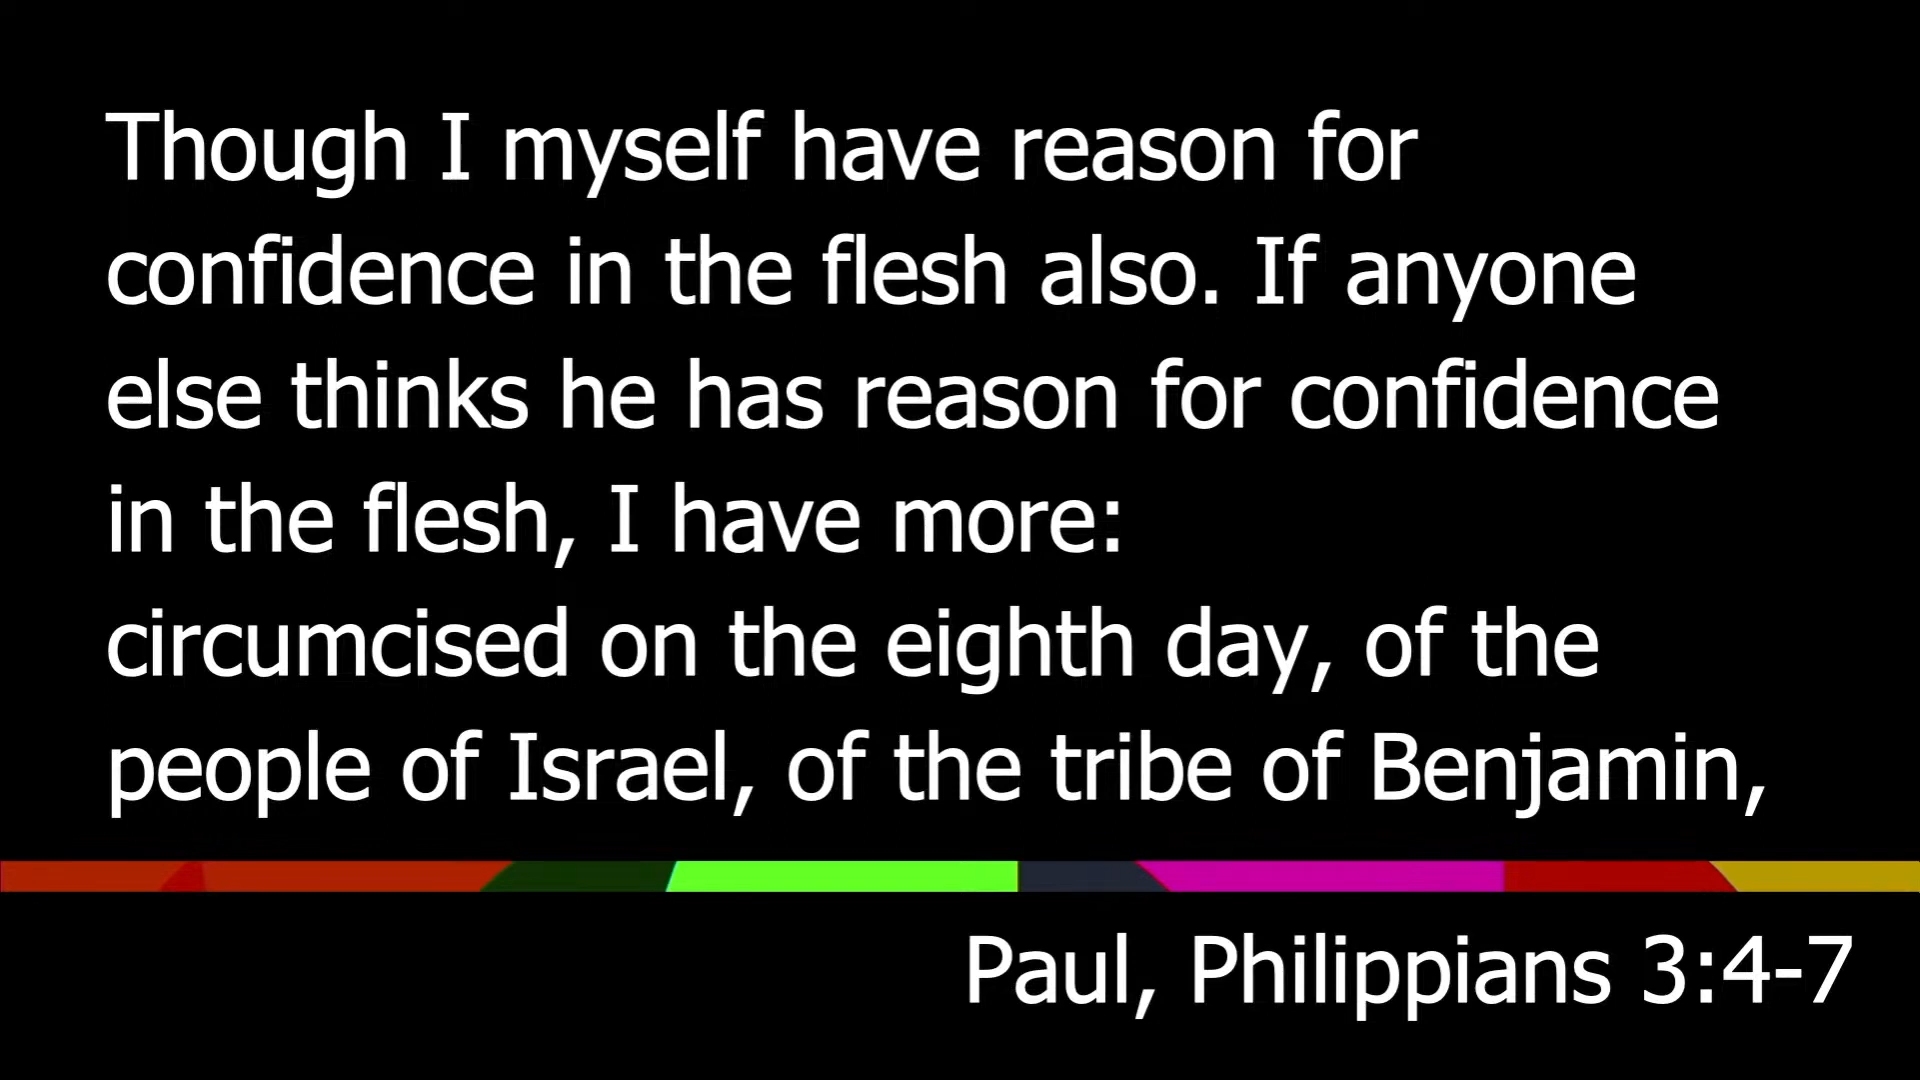 Though I myself have reason for
confidence in the flesh also. If anyone
else thinks he has reason for confidence
in the flesh, I have more:
circumcised on the eighth day, of the
people of Israel, of the tribe of Benjamin,
Paul, Philippians 3:4-7